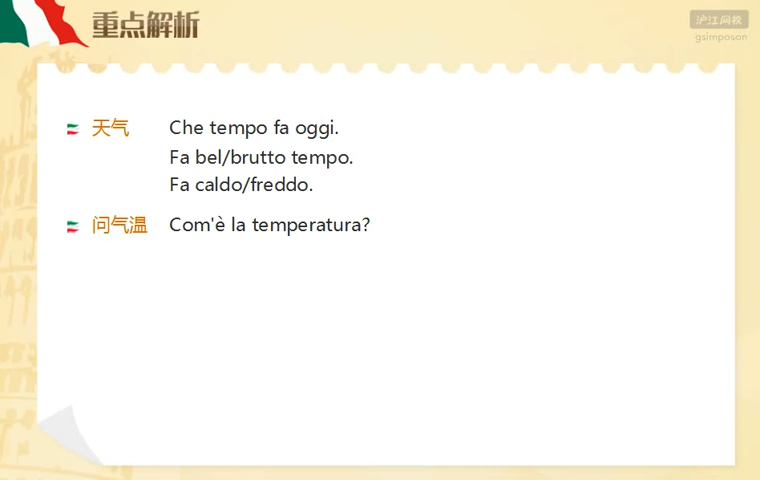 重点解析
沪江网校
gsimposon
天气 Che tempo fa oggi.
Fa bel/brutto tempo.
Fa caldo/freddo.
问气温 Com'è la temperatura?